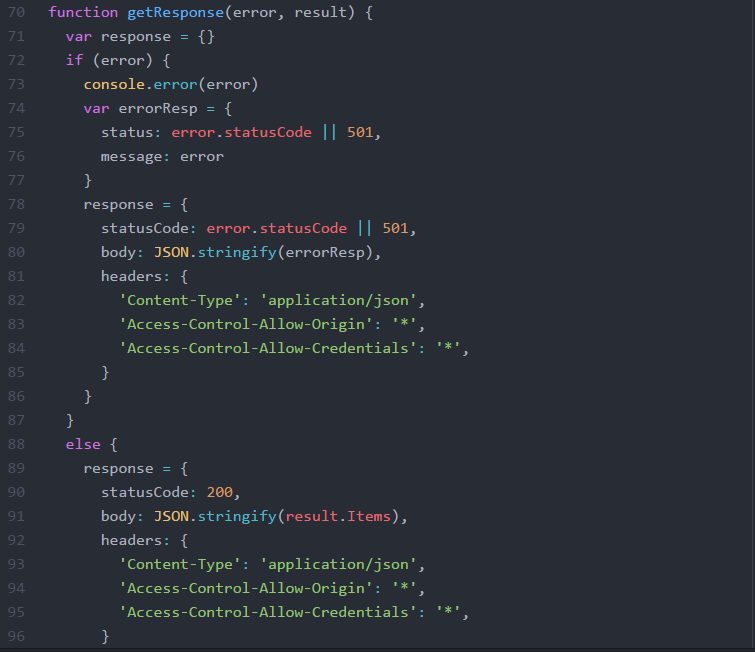 70 function getResponse(error, result) {
71   var response = {}
72   if (error) {
73     console.error(error)
74     var errorResp = {
75       status: error.statusCode || 501,
76       message: error
77     }
78     response = {
79       statusCode: error.statusCode || 501,
80       body: JSON.stringify(errorResp),
81       headers: {
82         'Content-Type': 'application/json',
83         'Access-Control-Allow-Origin': '*',
84         'Access-Control-Allow-Credentials': '*',
85       }
86     }
87   }
88   else {
89     response = {
90       statusCode: 200,
91       body: JSON.stringify(result.Items),
92       headers: {
93         'Content-Type': 'application/json',
94         'Access-Control-Allow-Origin': '*',
95         'Access-Control-Allow-Credentials': '*',
96       }